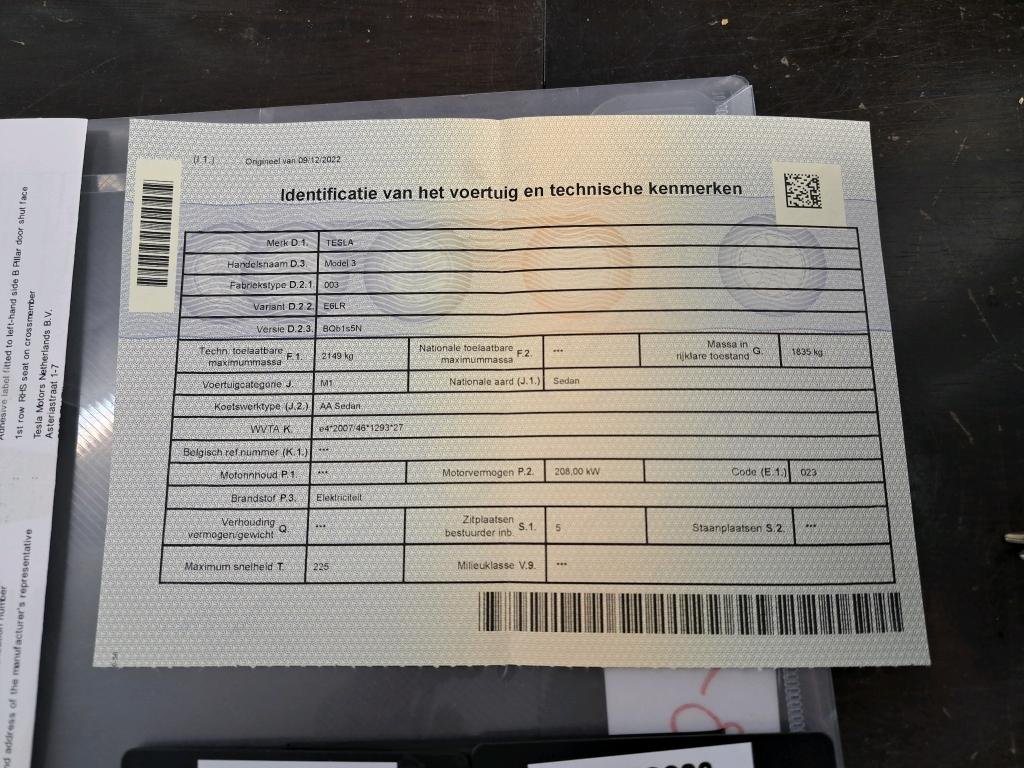 (I.1.) Origineel van 09/12/2022
Identificatie van het voertuig en technische kenmerken
Merk D.1. TESLA
Handelsnaam D.3. Model 3
Fabriekstype D.2.1. 003
Variant D.2.2. E6LR
Versie D.2.3. BQb1s5N
Techn. toelaatbare maximummassa F.1. 2149 kg Nationale toelaatbare maximummassa F.2. *** Massa in rijklare toestand G. 1835 kg
Voertuigcategorie J. M1 Nationale aard (J.1.) Sedan
Koetswerktype (J.2.) AA Sedan
WVTA K. e4*2007/46*1293*27
Belgisch ref.nummer (K.1.) ***
Motorinhoud P.1 *** Motorvermogen P.2. 208,00 kW Code (E.1.) 023
Brandstof P.3. Elektriciteit
Verhouding vermogen/gewicht Q. *** Zitplaatsen bestuurder inb. S.1. 5 Staanplaatsen S.2. ***
Maximum snelheid T. 225 Milieuklasse V.9. ***
Adhesive label fitted to left-hand side B Pillar door shut face
1st row RHS seat on crossmember
Tesla Motors Netherlands B.V.
Asteriastraat 1-7
number
address of the manufacturer's representative